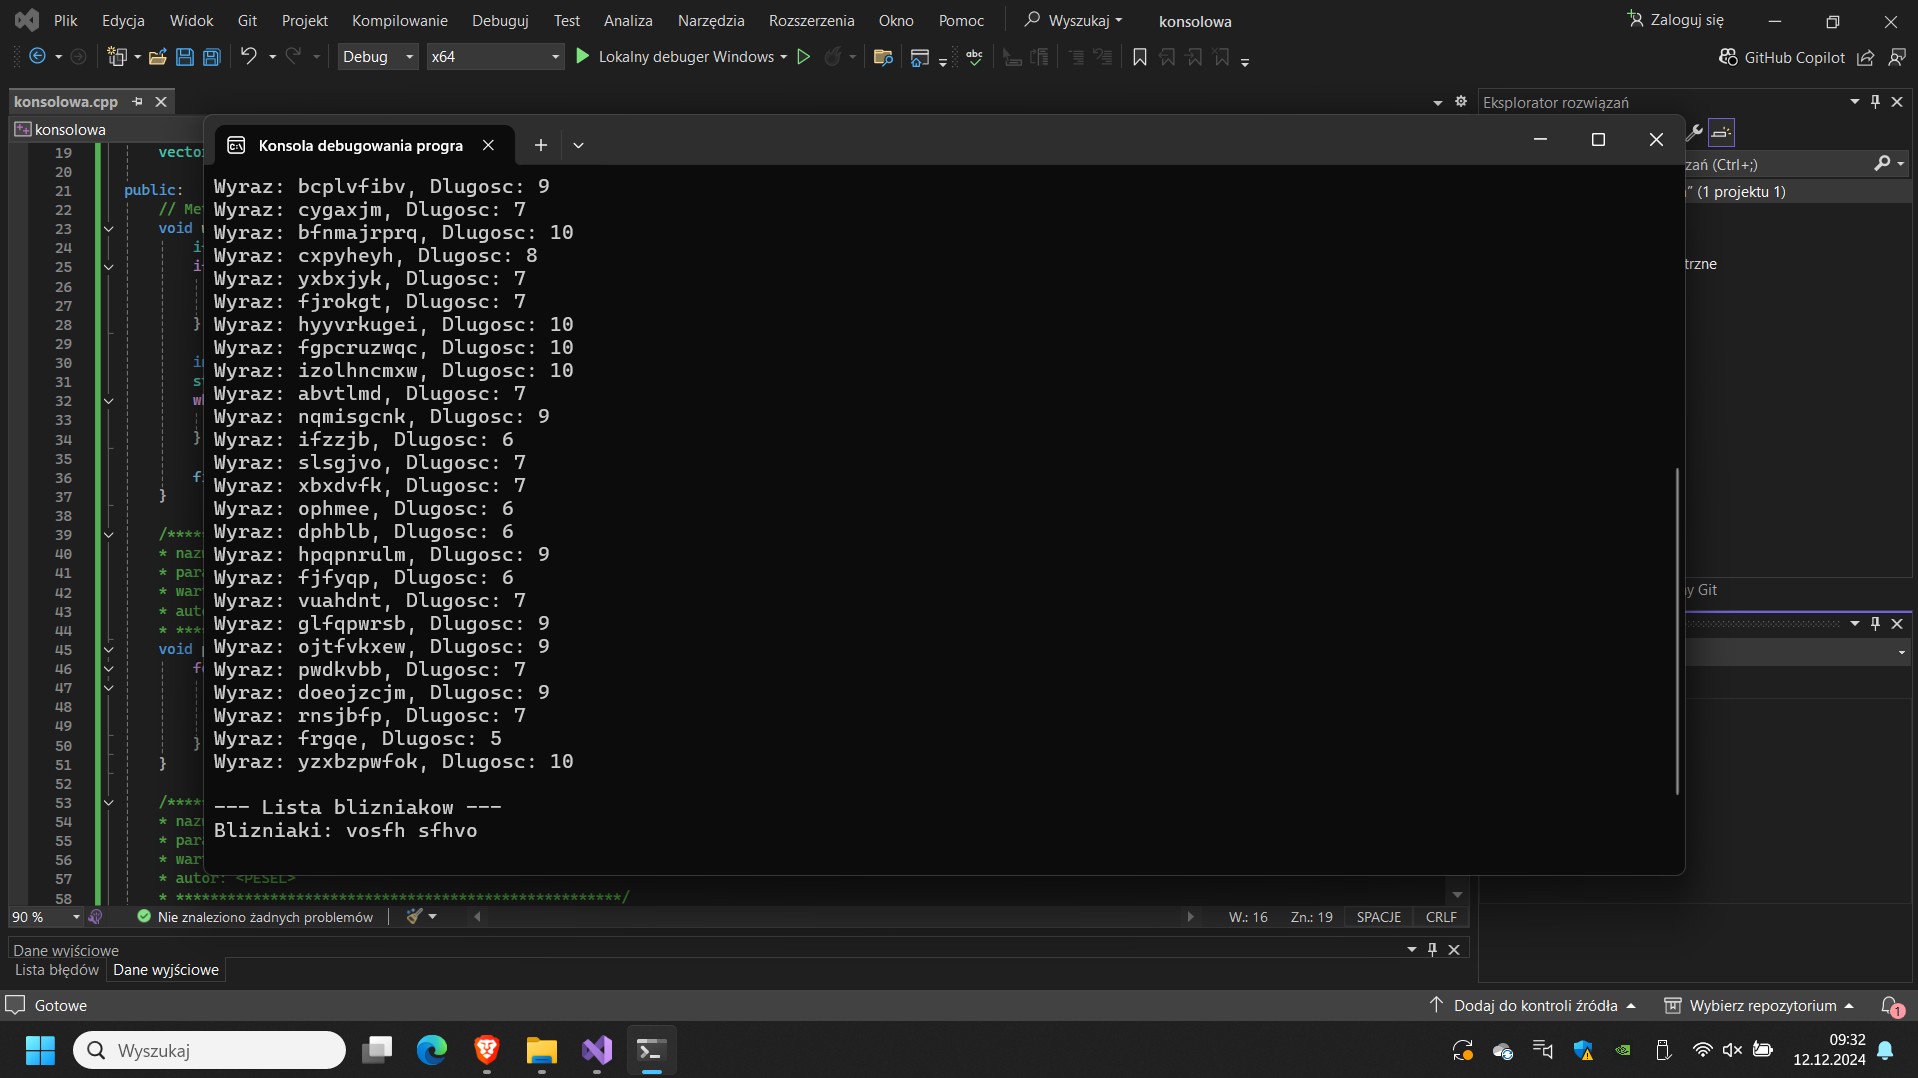 Plik Edycja Widok Git Projekt Kompilowanie Debuguj Test Analiza Narzędzia Rozszerzenia Okno Pomoc Wyszukaj konsolowa Zaloguj się
Debug x64 Lokalny debuger Windows GitHub Copilot
konsolowa.cpp Eksplorator rozwiązań
konsolowa
Konsola debugowania progra
19
20
21 public:
22
23 void
24
25
26
27
28 }
29
30
31
32
33
34 }
35
36
37 }
38
39 /****
40
41
42
43
44 * ****
45 void
46
47
48
49
50 }
51 }
52
53 /****
54
55
56
57 * autor: <PESEL>
58 * ****************************************************/
Wyraz: bcplvfibv, Dlugosc: 9
Wyraz: cygaxjm, Dlugosc: 7
Wyraz: bfnmajrprq, Dlugosc: 10
Wyraz: cxpyheyh, Dlugosc: 8
Wyraz: yxbxjyk, Dlugosc: 7
Wyraz: fjrokgt, Dlugosc: 7
Wyraz: hyyvrkugei, Dlugosc: 10
Wyraz: fgpcruzwqc, Dlugosc: 10
Wyraz: izolhncmxw, Dlugosc: 10
Wyraz: abvtlmd, Dlugosc: 7
Wyraz: nqmisgcnk, Dlugosc: 9
Wyraz: ifzzjb, Dlugosc: 6
Wyraz: slsgjvo, Dlugosc: 7
Wyraz: xbxdvfk, Dlugosc: 7
Wyraz: ophmee, Dlugosc: 6
Wyraz: dphblb, Dlugosc: 6
Wyraz: hpqpnrulm, Dlugosc: 9
Wyraz: fjfyqp, Dlugosc: 6
Wyraz: vuahdnt, Dlugosc: 7
Wyraz: glfqpwrsb, Dlugosc: 9
Wyraz: ojtfvkxew, Dlugosc: 9
Wyraz: pwdkvbb, Dlugosc: 7
Wyraz: doeojzcjm, Dlugosc: 9
Wyraz: rnsjbfp, Dlugosc: 7
Wyraz: frgqe, Dlugosc: 5
Wyraz: yzxbzpwfok, Dlugosc: 10
--- Lista blizniakow ---
Blizniaki: vosfh sfhvo
zań (Ctrl+;)
" (1 projektu 1)
trzne
y Git
90 % Nie znaleziono żadnych problemów W.: 16 Zn.: 19 SPACJE CRLF
Dane wyjściowe
Lista błędów Dane wyjściowe
Gotowe Dodaj do kontroli źródła Wybierz repozytorium 1
Wyszukaj 09:32
12.12.2024